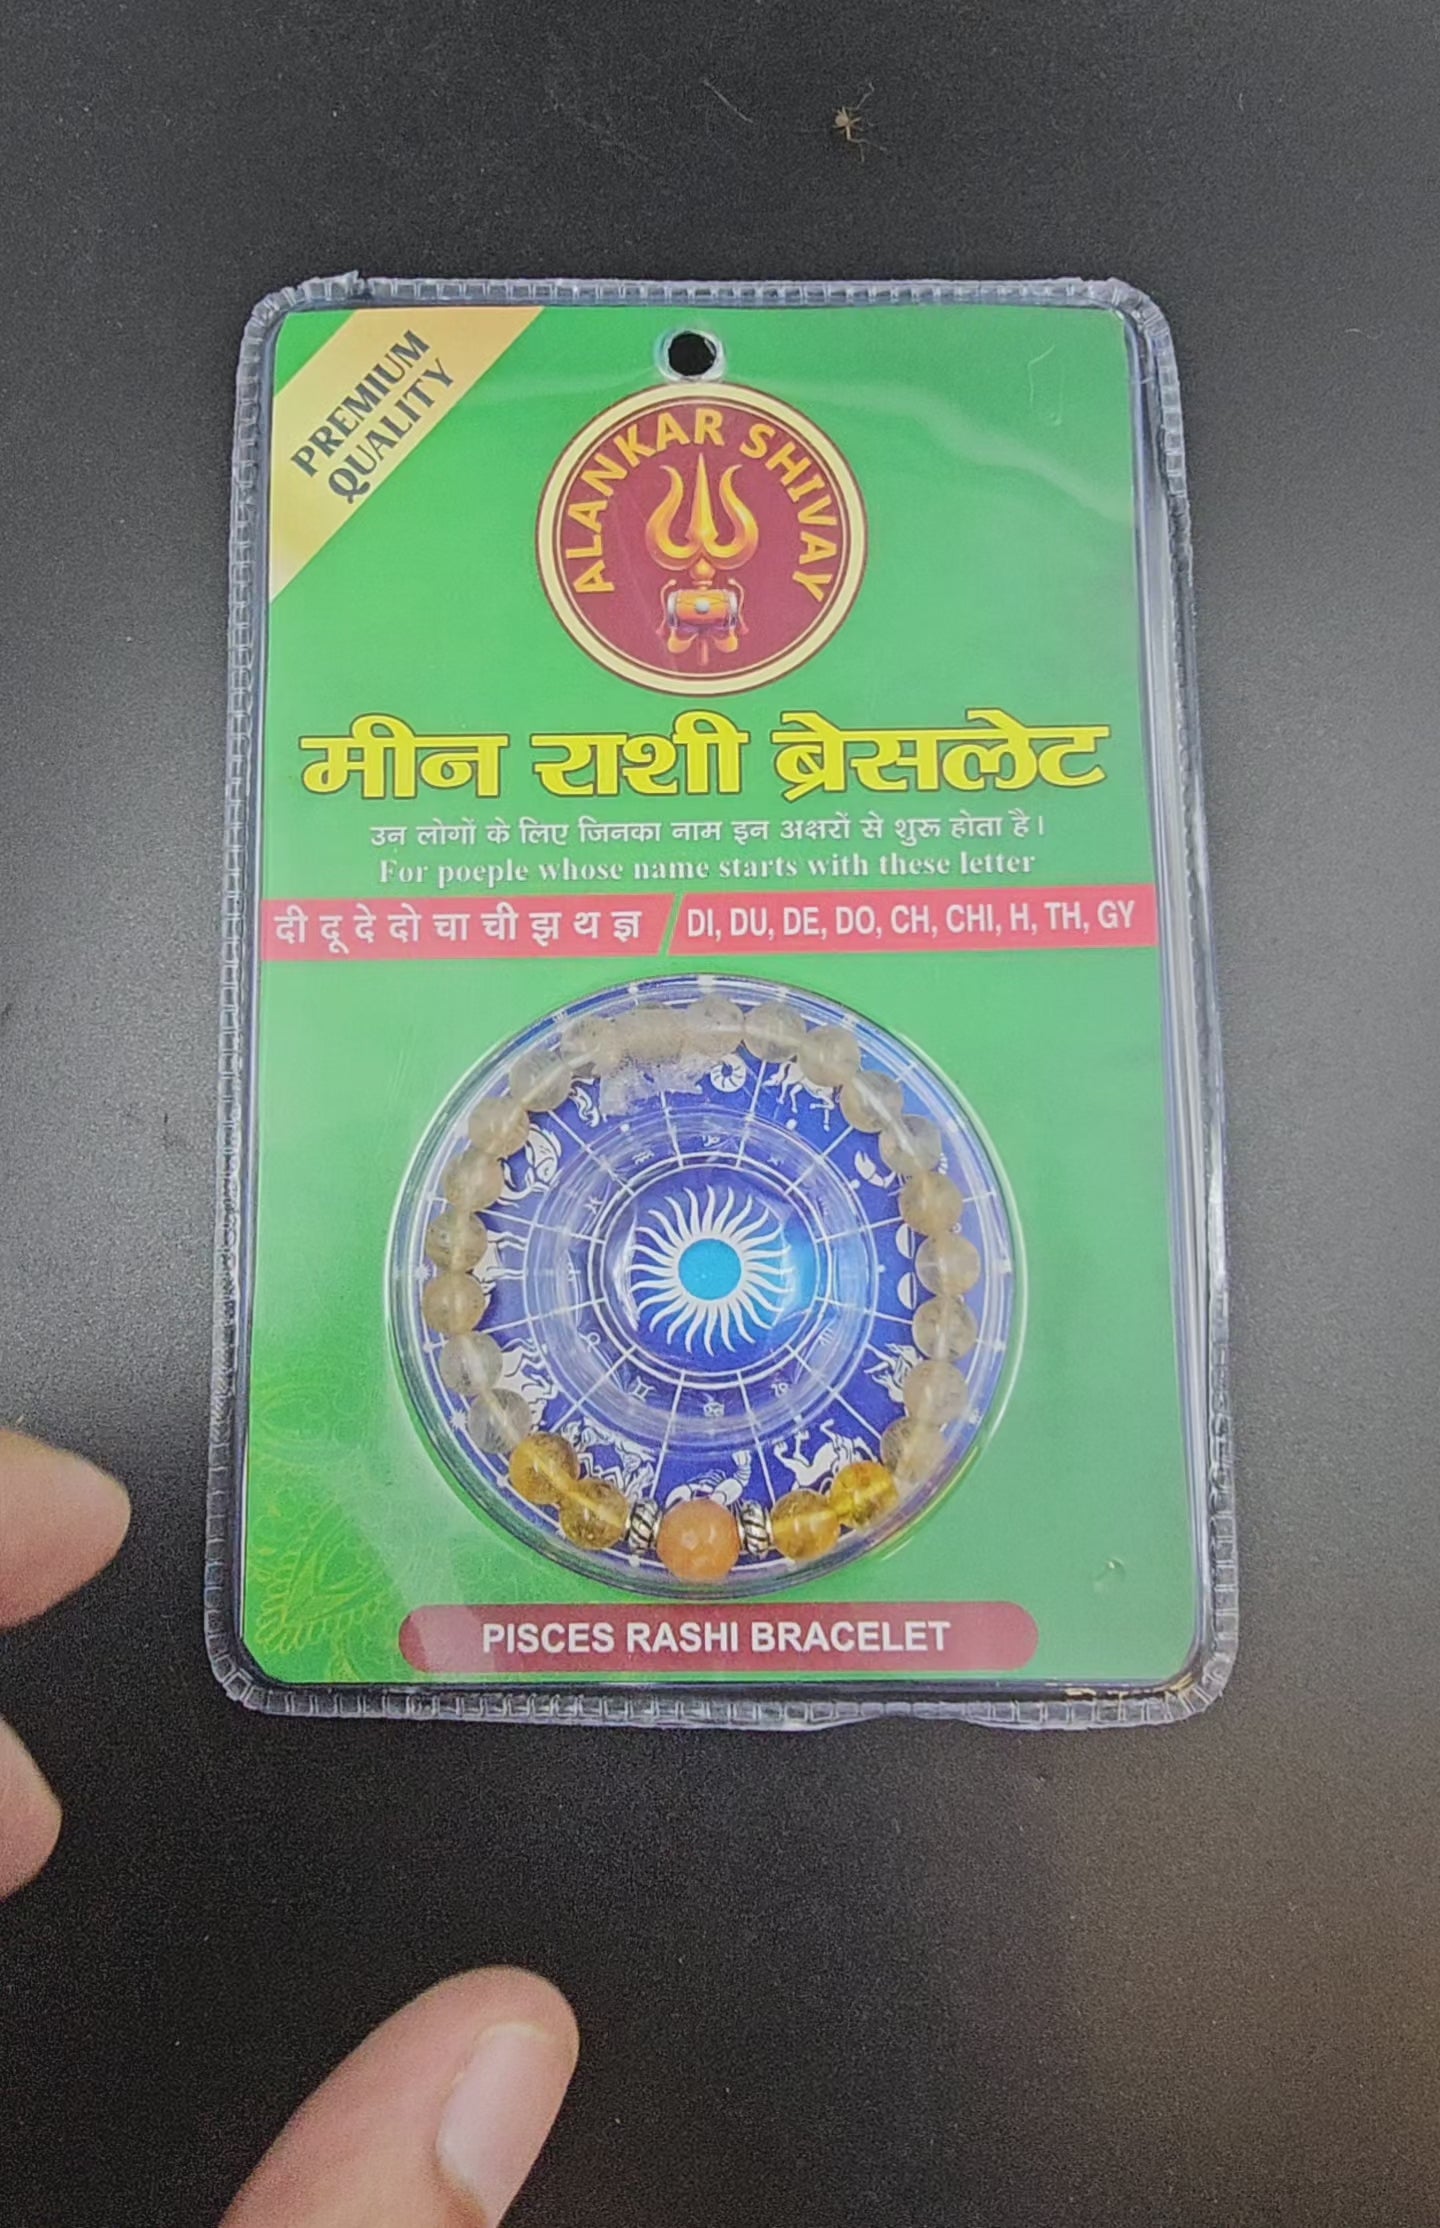 PREMIUM
QUALITY
ALANKAR SHIVAY
मीन राशी ब्रेसलेट
उन लोगों के लिए जिनका नाम इन अक्षरों से शुरू होता है।
For poeple whose name starts with these letter
दी दू दे दो चा ची झ थ ज्ञ / DI, DU, DE, DO, CH, CHI, H, TH, GY
PISCES RASHI BRACELET